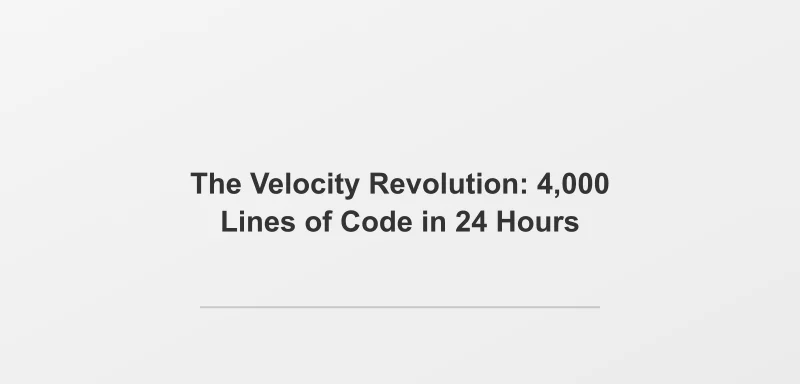 The Velocity Revolution: 4,000
Lines of Code in 24 Hours